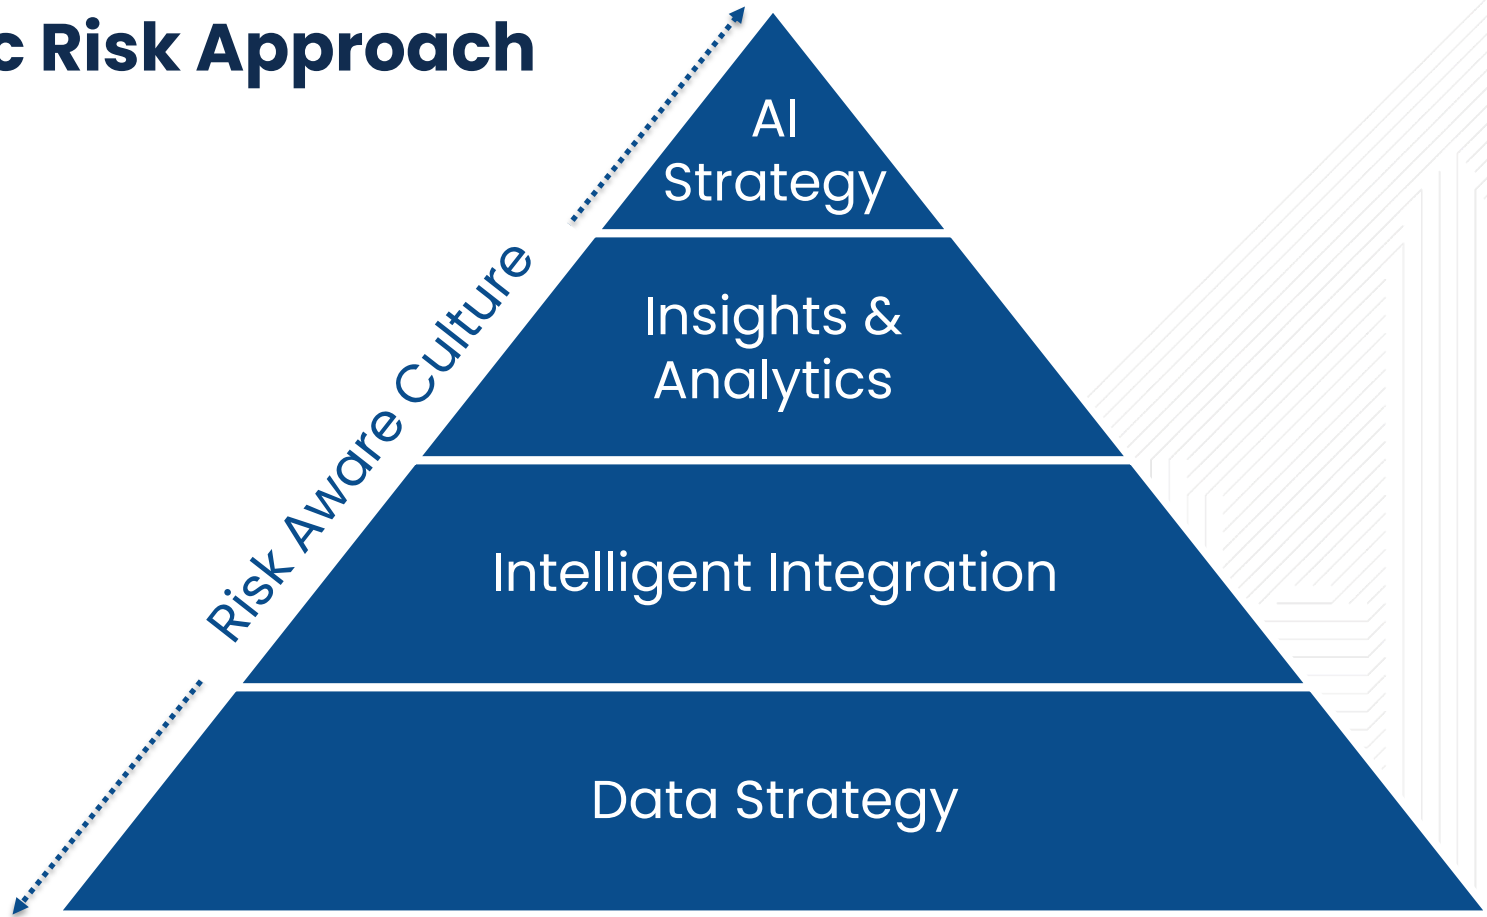 Risk Approach
AI
Strategy
Insights &
Analytics
Risk Aware Culture
Intelligent Integration
Data Strategy